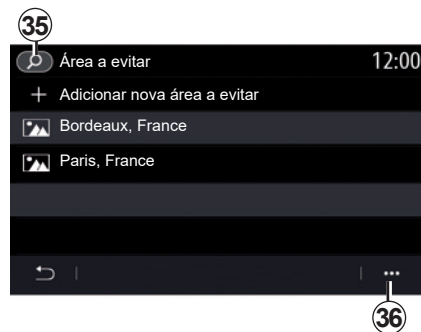 35
Área a evitar 12:00
Adicionar nova área a evitar
Bordeaux, France
Paris, France
36